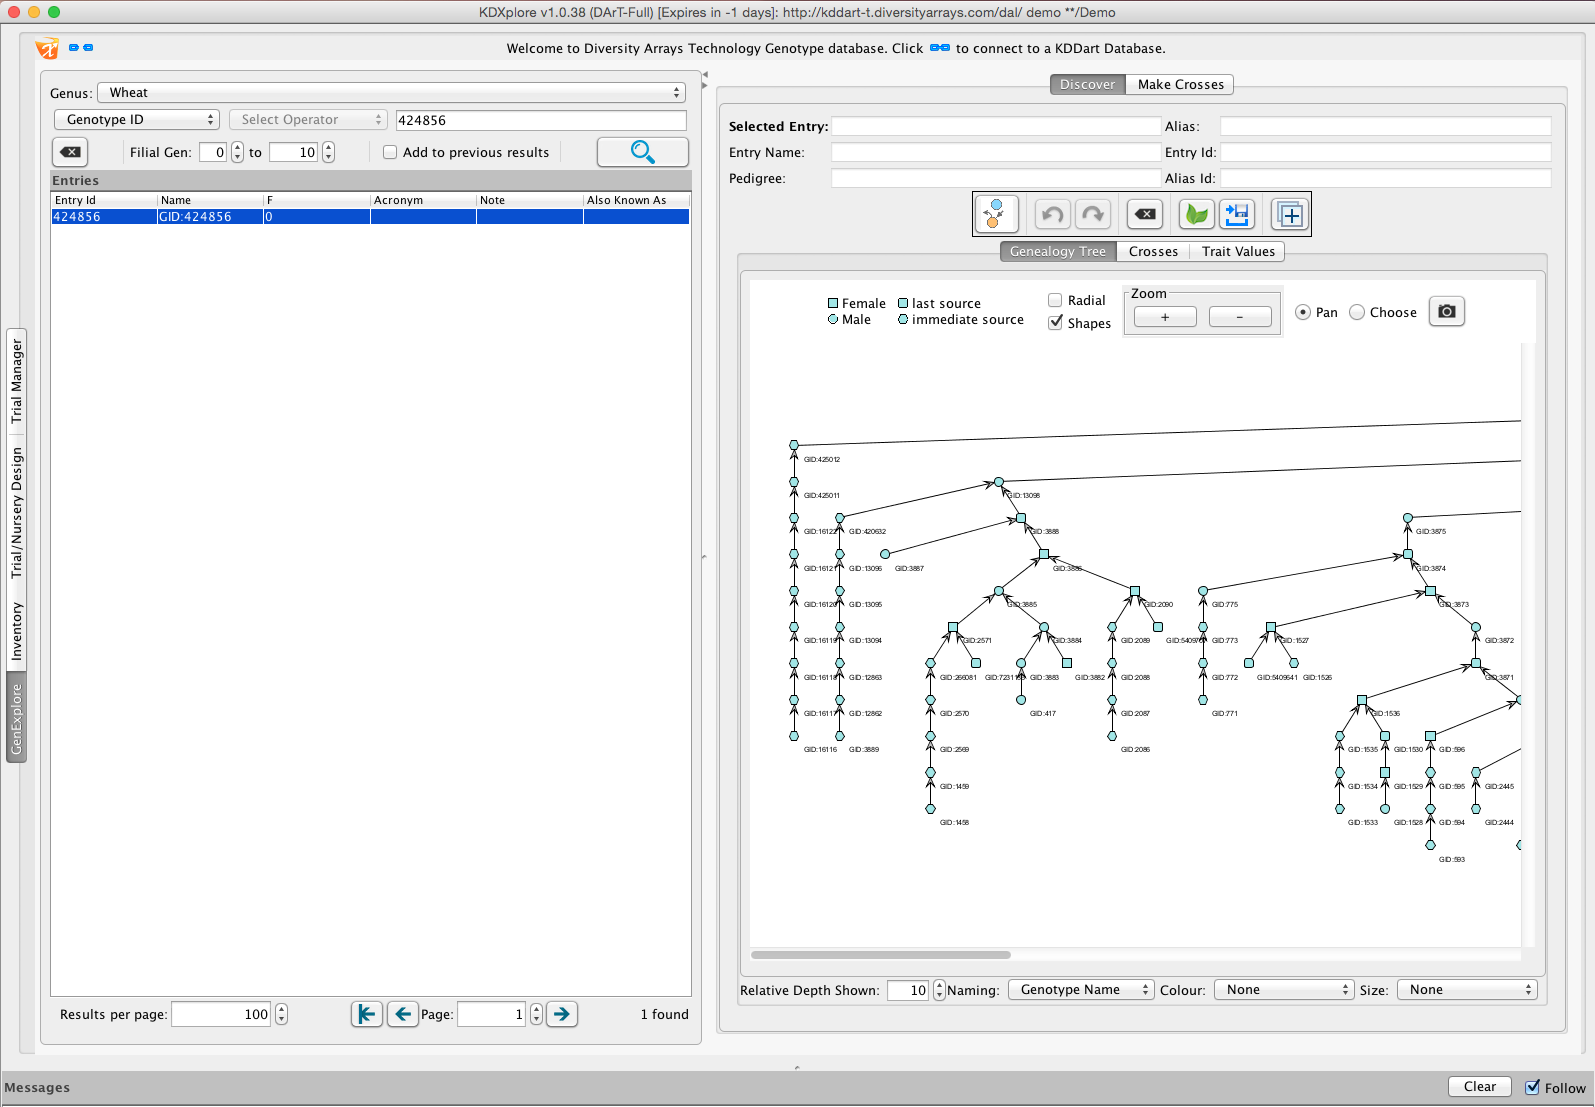 KDXplore v1.0.38 (DArT-Full) [Expires in -1 days]: http://kddart-t.diversityarrays.com/dal/ demo **/Demo
Welcome to Diversity Arrays Technology Genotype database. Click to connect to a KDDart Database.
Trial Manager
Trial/Nursery Design
Inventory
GenExplore
Genus: Wheat
Genotype ID Select Operator 424856
Filial Gen: 0 to 10 Add to previous results
Entries
Entry Id Name F Acronym Note Also Known As
424856 GID:424856 0
Results per page: 100 Page: 1 1 found
Discover Make Crosses
Selected Entry: Alias:
Entry Name: Entry Id:
Pedigree: Alias Id:
Genealogy Tree Crosses Trait Values
Female last source
Male immediate source
Radial
Shapes
Zoom
+ -
Pan Choose
GID:425012
GID:425011 GID:13098
GID:16122 GID:420632 GID:3888 GID:3875
GID:16121 GID:13096 GID:3887 GID:3886 GID:3874
GID:16120 GID:13095 GID:3885 GID:2090 GID:775 GID:3873
GID:16119 GID:13094 GID:2571 GID:3884 GID:2089 GID:773 GID:1527 GID:3872
GID:16118 GID:12863 GID:266081 GID:3883 GID:3882 GID:2088 GID:772 GID:5409641 GID:1526 GID:3871
GID:16117 GID:12862 GID:2570 GID:417 GID:2087 GID:771 GID:1536
GID:16116 GID:3889 GID:2569 GID:2086 GID:1535 GID:1530 GID:596
GID:1459 GID:1534 GID:1529 GID:595 GID:2445
GID:1458 GID:1533 GID:1528 GID:594 GID:2444
GID:593
Relative Depth Shown: 10 Naming: Genotype Name Colour: None Size: None
Messages Clear Follow